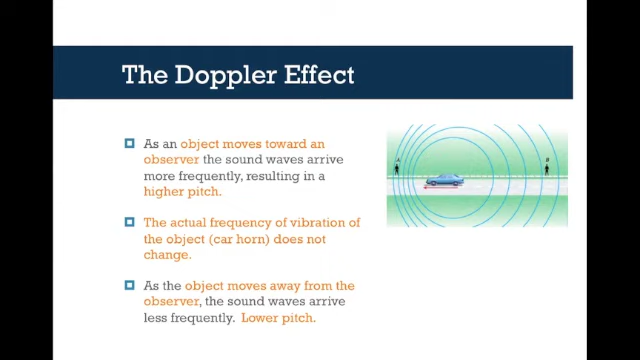 The Doppler Effect
As an object moves toward an
observer the sound waves arrive
more frequently, resulting in a
higher pitch.
The actual frequency of vibration of
the object (car horn) does not
change.
As the object moves away from the
observer, the sound waves arrive
less frequently. Lower pitch.
A
B